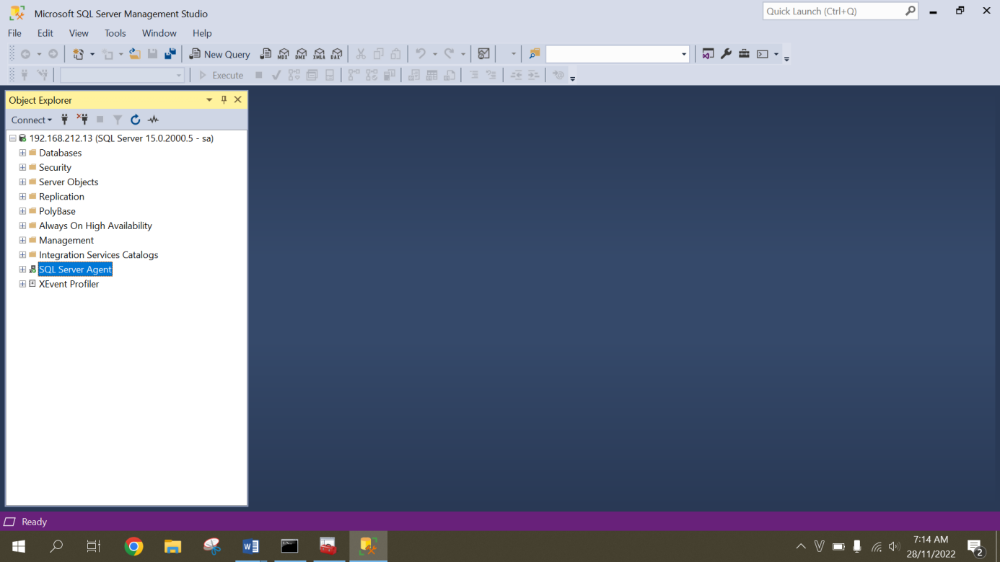 Microsoft SQL Server Management Studio
Quick Launch (Ctrl+Q)
File Edit View Tools Window Help
New Query MDX DMX XMLA DAX
Execute
Object Explorer
Connect
192.168.212.13 (SQL Server 15.0.2000.5 - sa)
Databases
Security
Server Objects
Replication
PolyBase
Always On High Availability
Management
Integration Services Catalogs
SQL Server Agent
XEvent Profiler
Ready
7:14 AM
28/11/2022
2